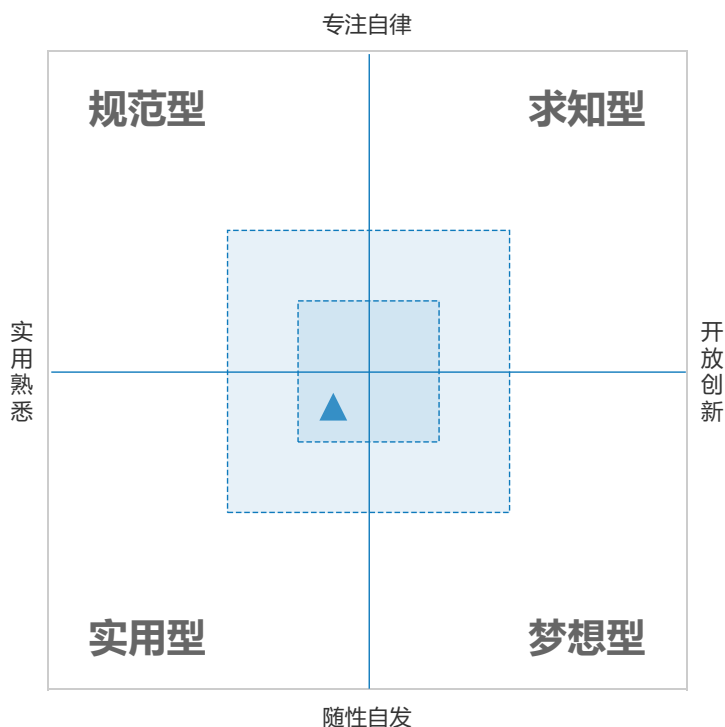 专注自律
规范型
求知型
实用熟悉
开放创新
实用型
梦想型
随性自发